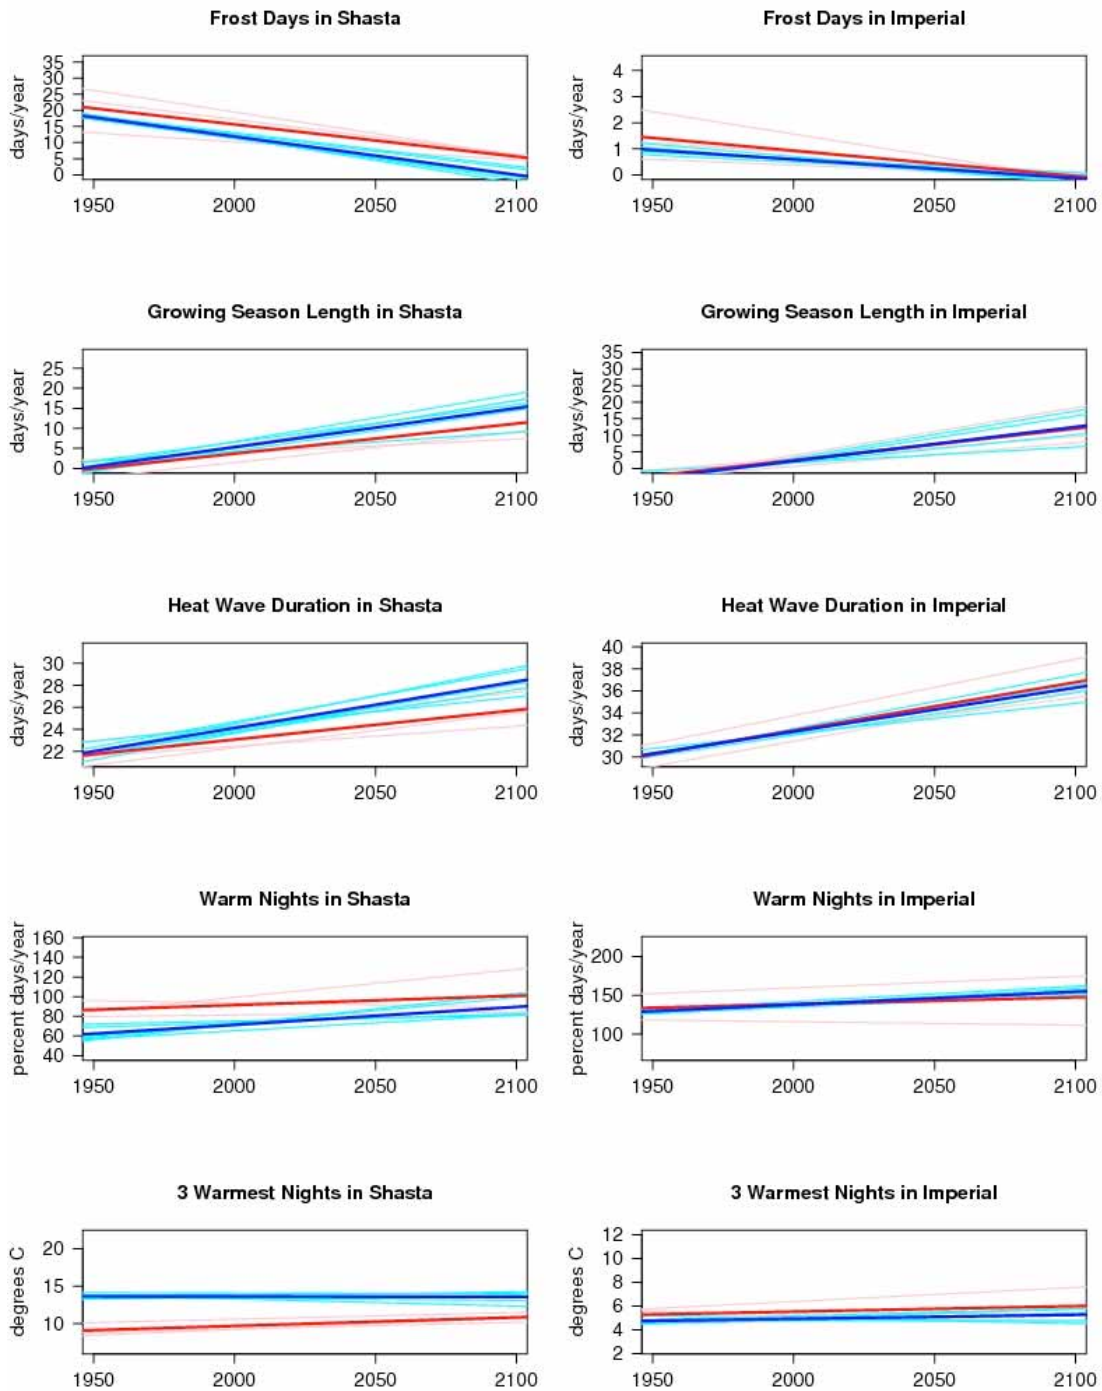 Frost Days in Shasta
days/year
35
30
25
20
15
10
5
0
1950 2000 2050 2100
Frost Days in Imperial
days/year
4
3
2
1
0
1950 2000 2050 2100
Growing Season Length in Shasta
days/year
25
20
15
10
5
0
1950 2000 2050 2100
Growing Season Length in Imperial
days/year
35
30
25
20
15
10
5
0
1950 2000 2050 2100
Heat Wave Duration in Shasta
days/year
30
28
26
24
22
1950 2000 2050 2100
Heat Wave Duration in Imperial
days/year
40
38
36
34
32
30
1950 2000 2050 2100
Warm Nights in Shasta
percent days/year
160
140
120
100
80
60
40
1950 2000 2050 2100
Warm Nights in Imperial
percent days/year
200
150
100
1950 2000 2050 2100
3 Warmest Nights in Shasta
degrees C
20
15
10
1950 2000 2050 2100
3 Warmest Nights in Imperial
degrees C
12
10
8
6
4
2
1950 2000 2050 2100